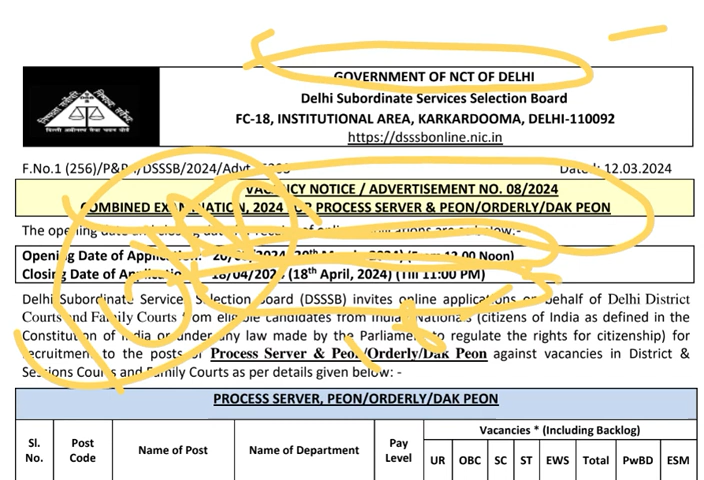 GOVERNMENT OF NCT OF DELHI
Delhi Subordinate Services Selection Board
FC-18, INSTITUTIONAL AREA, KARKARDOOMA, DELHI-110092
https://dsssbonline.nic.in
F.No.1 (256)/P&P /DSSSB/2024/Advt Dated: 12.03.2024
VACANCY NOTICE / ADVERTISEMENT NO. 08/2024
COMBINED EXAMINATION, 2024 FOR PROCESS SERVER & PEON/ORDERLY/DAK PEON
The opening date and closing date for of online applications are as below:-
Opening Date of Application: 2024) (From 12.00 Noon)
Closing Date of Application 18/04/2024 (18th April, 2024) (Till 11:00 PM)
Delhi Subordinate Services Selection Board (DSSSB) invites online applications on behalf of Delhi District
Courts and Family Courts from eligible candidates from Indian Nationals (citizens of India as defined in the
Constitution of India or under any law made by the Parliament to regulate the rights for citizenship) for
recruitment to the posts of Process Server & Peon/Orderly/Dak Peon against vacancies in District &
Sessions Courts and Family Courts as per details given below: -
PROCESS SERVER, PEON/ORDERLY/DAK PEON
Sl. No. Post Code Name of Post Name of Department Pay Level Vacancies * (Including Backlog)
UR OBC SC ST EWS Total PwBD ESM